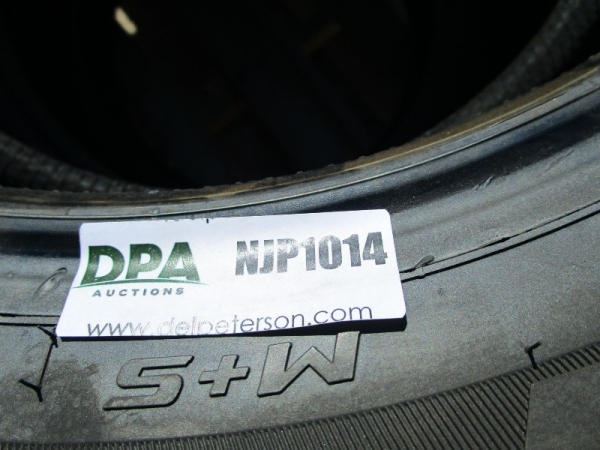 DPA NJP1014
AUCTIONS
www.delpeterson.com
M+S